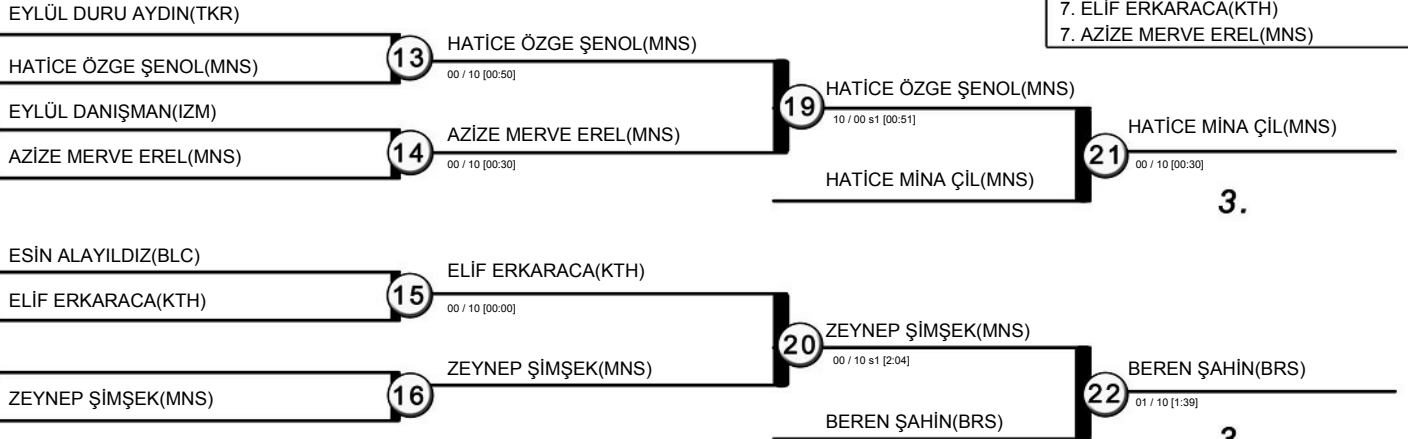 7. ELİF ERKARACA(KTH)
7. AZİZE MERVE EREL(MNS)
EYLÜL DURU AYDIN(TKR)
HATİCE ÖZGE ŞENOL(MNS)
13
HATİCE ÖZGE ŞENOL(MNS)
00 / 10 [00:50]
EYLÜL DANIŞMAN(IZM)
AZİZE MERVE EREL(MNS)
14
AZİZE MERVE EREL(MNS)
00 / 10 [00:30]
19
HATİCE ÖZGE ŞENOL(MNS)
10 / 00 s1 [00:51]
HATİCE MİNA ÇİL(MNS)
21
HATİCE MİNA ÇİL(MNS)
00 / 10 [00:30]
3.
ESİN ALAYILDIZ(BLC)
ELİF ERKARACA(KTH)
15
ELİF ERKARACA(KTH)
00 / 10 [00:00]
ZEYNEP ŞİMŞEK(MNS)
16
ZEYNEP ŞİMŞEK(MNS)
20
ZEYNEP ŞİMŞEK(MNS)
00 / 10 s1 [2:04]
BEREN ŞAHİN(BRS)
22
BEREN ŞAHİN(BRS)
01 / 10 [1:39]
3.